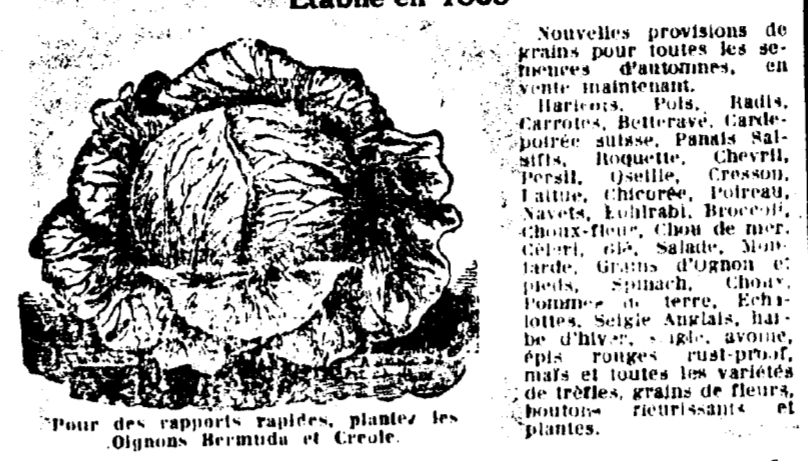 Etablie en
Nouvelles provisions de
grains pour toutes les se-
mences d'automnes, en
vente maintenant.
Haricots, Pois, Radis,
Carrotes, Betterave, Carde-
poirée suisse, Panais Sal-
sifis, Roquette, Chevril,
Persil, Oseille, Cresson,
Laitue, Chicorée, Poireau,
Navets, Kohlrabi, Broccoli,
Choux-fleur, Chou de mer,
Céleri, Blé, Salade, Mou-
tarde, Grains d'Ognon et
pieds, Spinach, Choux,
Pommes de terre, Echa-
lottes, Seigle Anglais, har-
be d'hiver, avoine,
épis rouges rust-proof,
maïs et toutes les variétés
de trèfles, grains de fleurs,
boutons fleurissants et
plantes.
Pour des rapports rapides, plantez les
Oignons Bermuda et Creole.